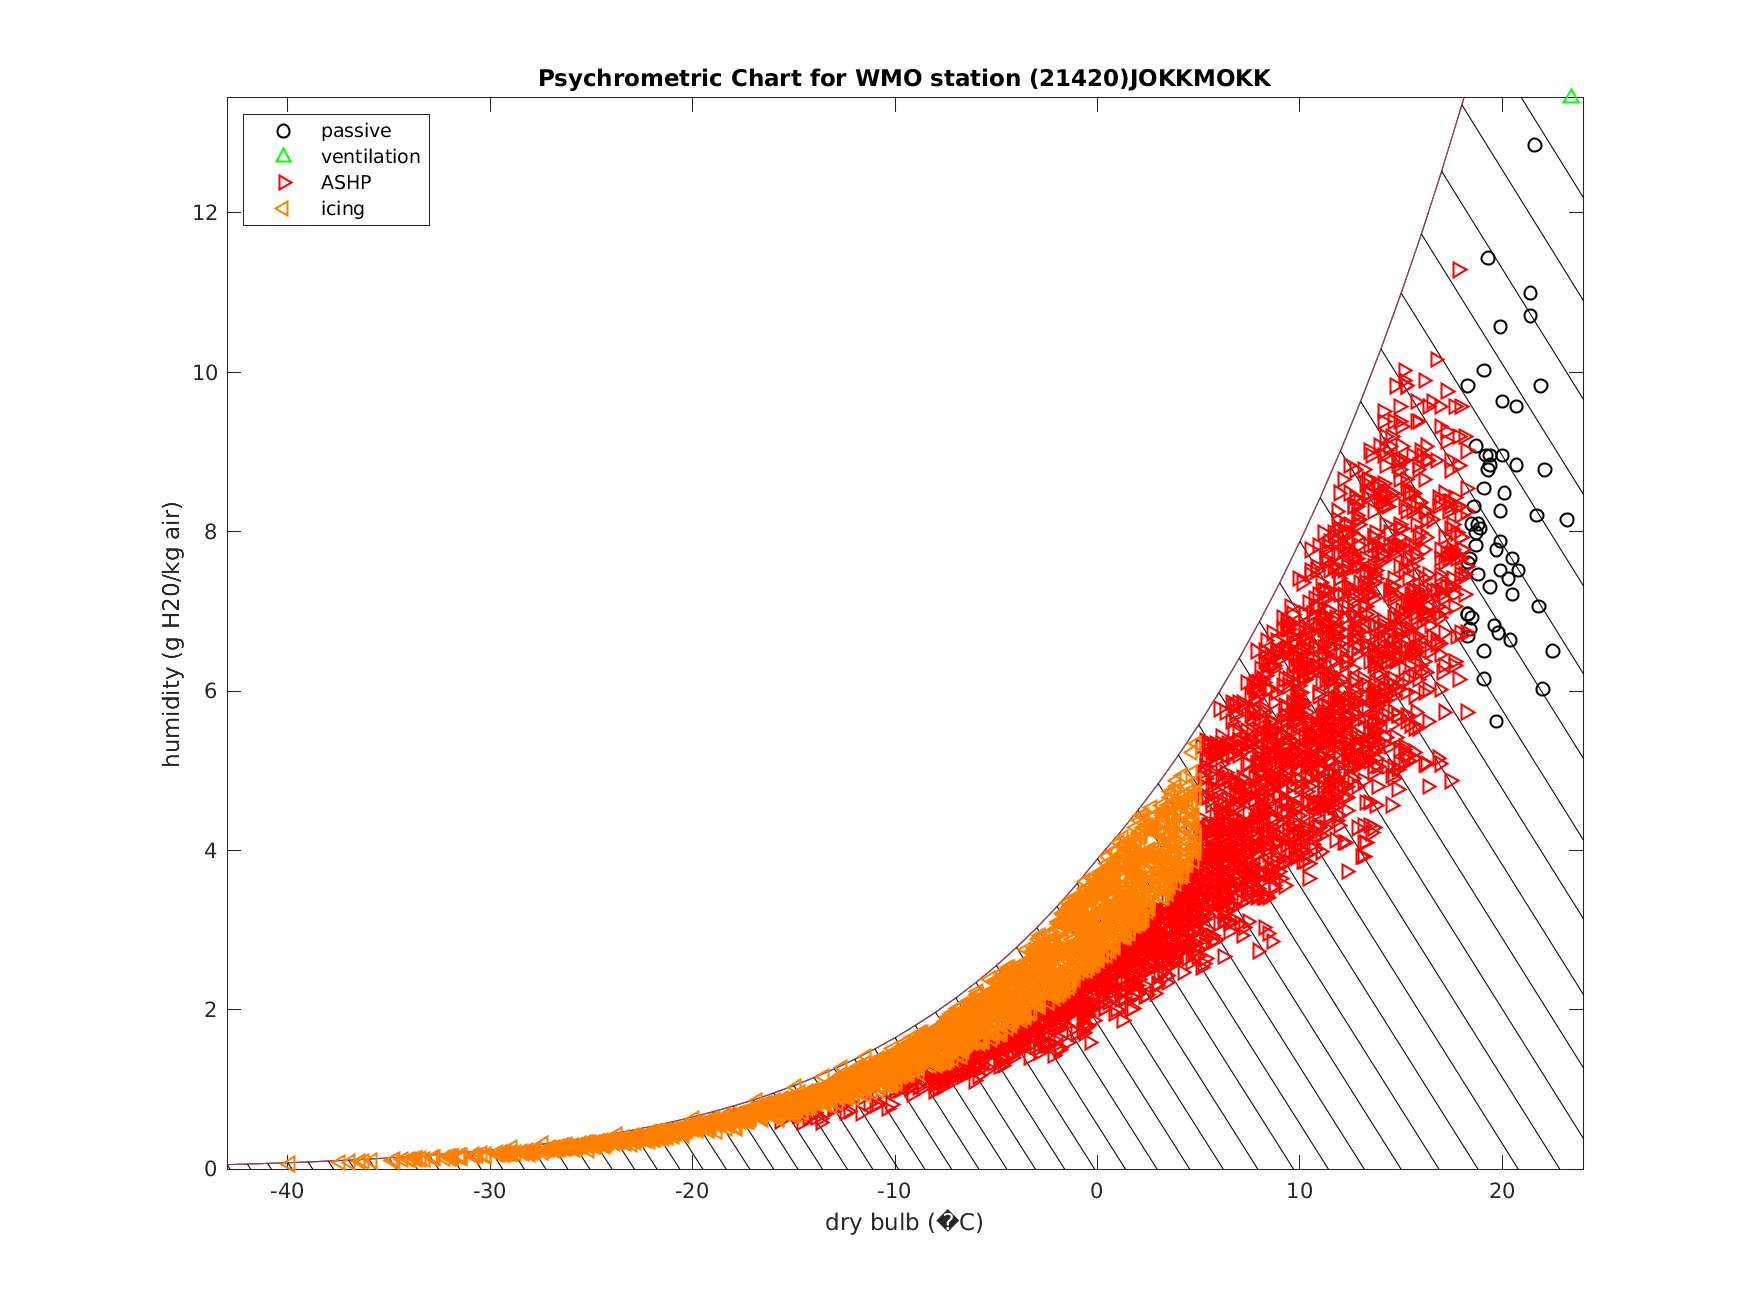 Psychrometric Chart for WMO station (21420)JOKKMOKK
passive
ventilation
ASHP
icing
12
10
8
6
4
2
0
humidity (g H20/kg air)
-40 -30 -20 -10 0 10 20
dry bulb (�C)